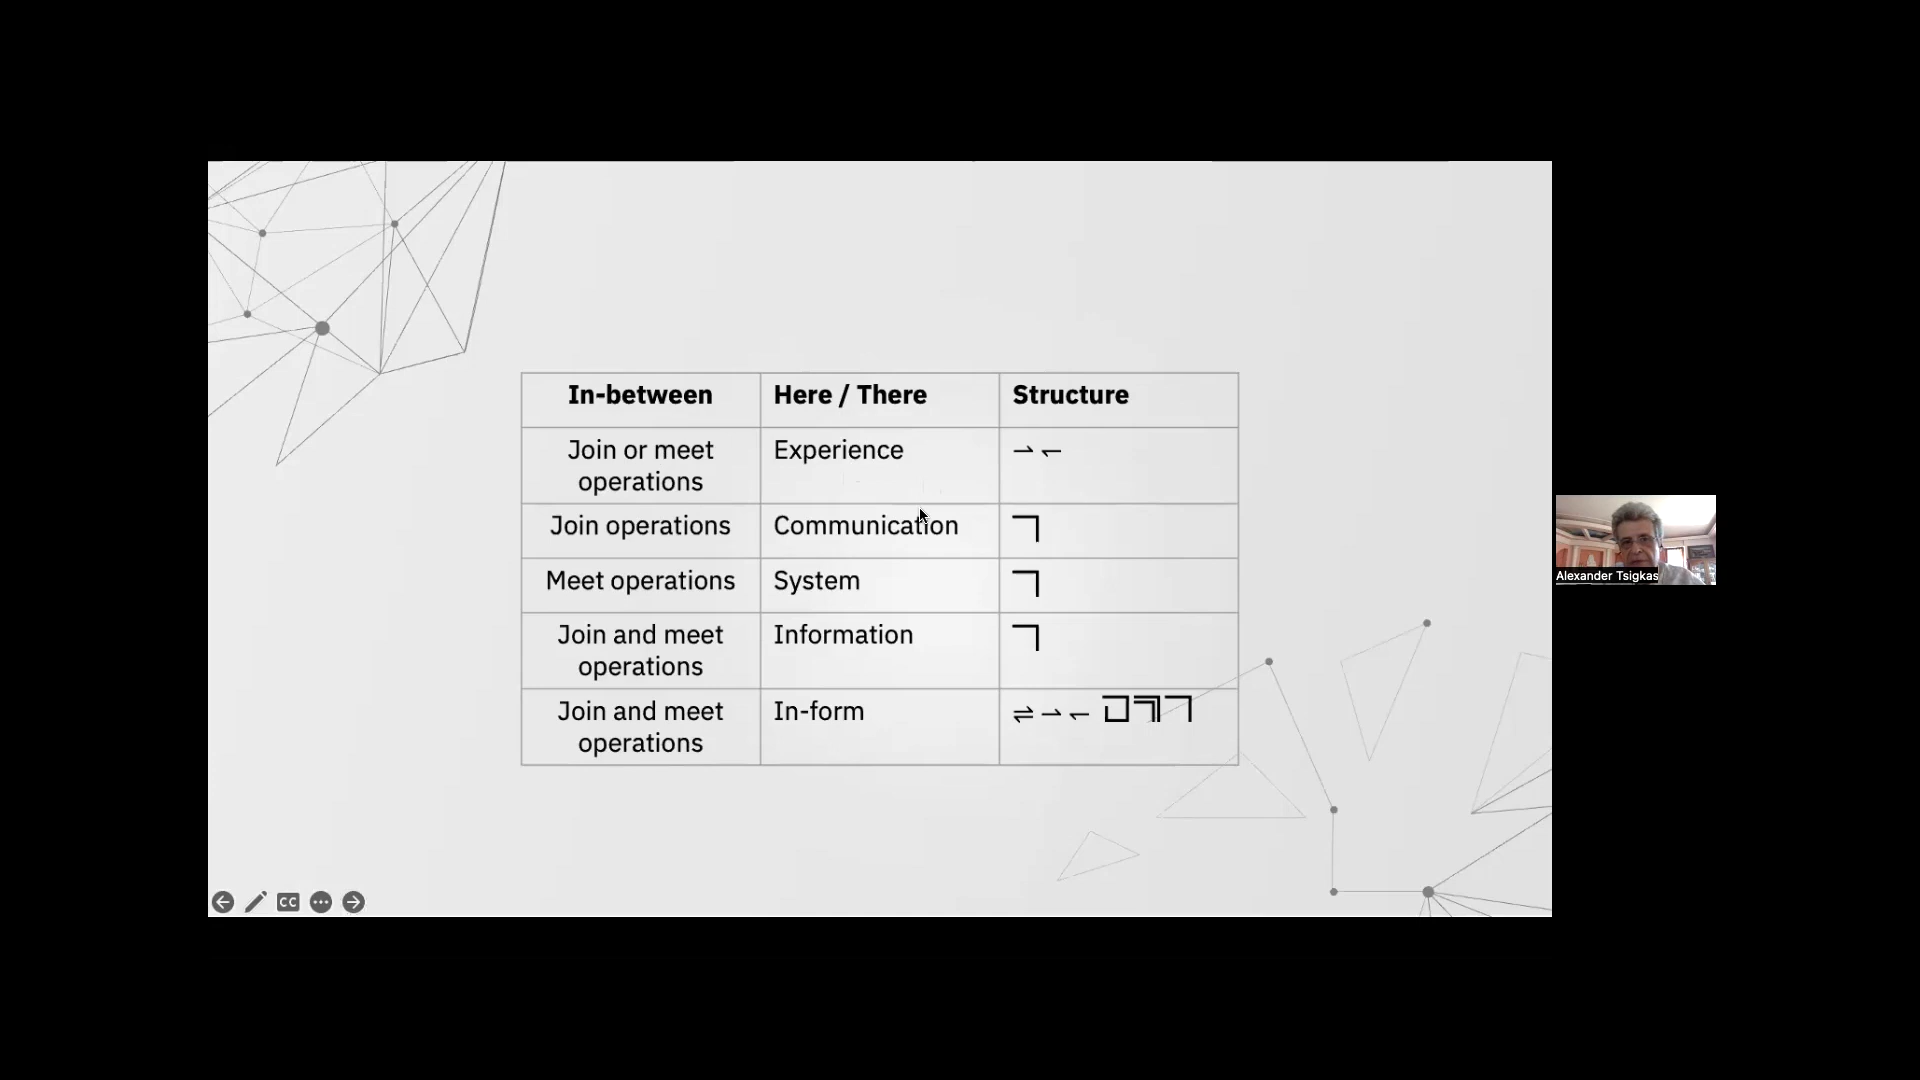 In-between Here / There Structure
Join or meet Experience ⇀ ↽
operations
Join operations Communication ⌝
Meet operations System ⌝
Join and meet Information ⌝
operations
Join and meet In-form ⇌ ⇀ ↽
operations
CC
Alexander Tsigkas